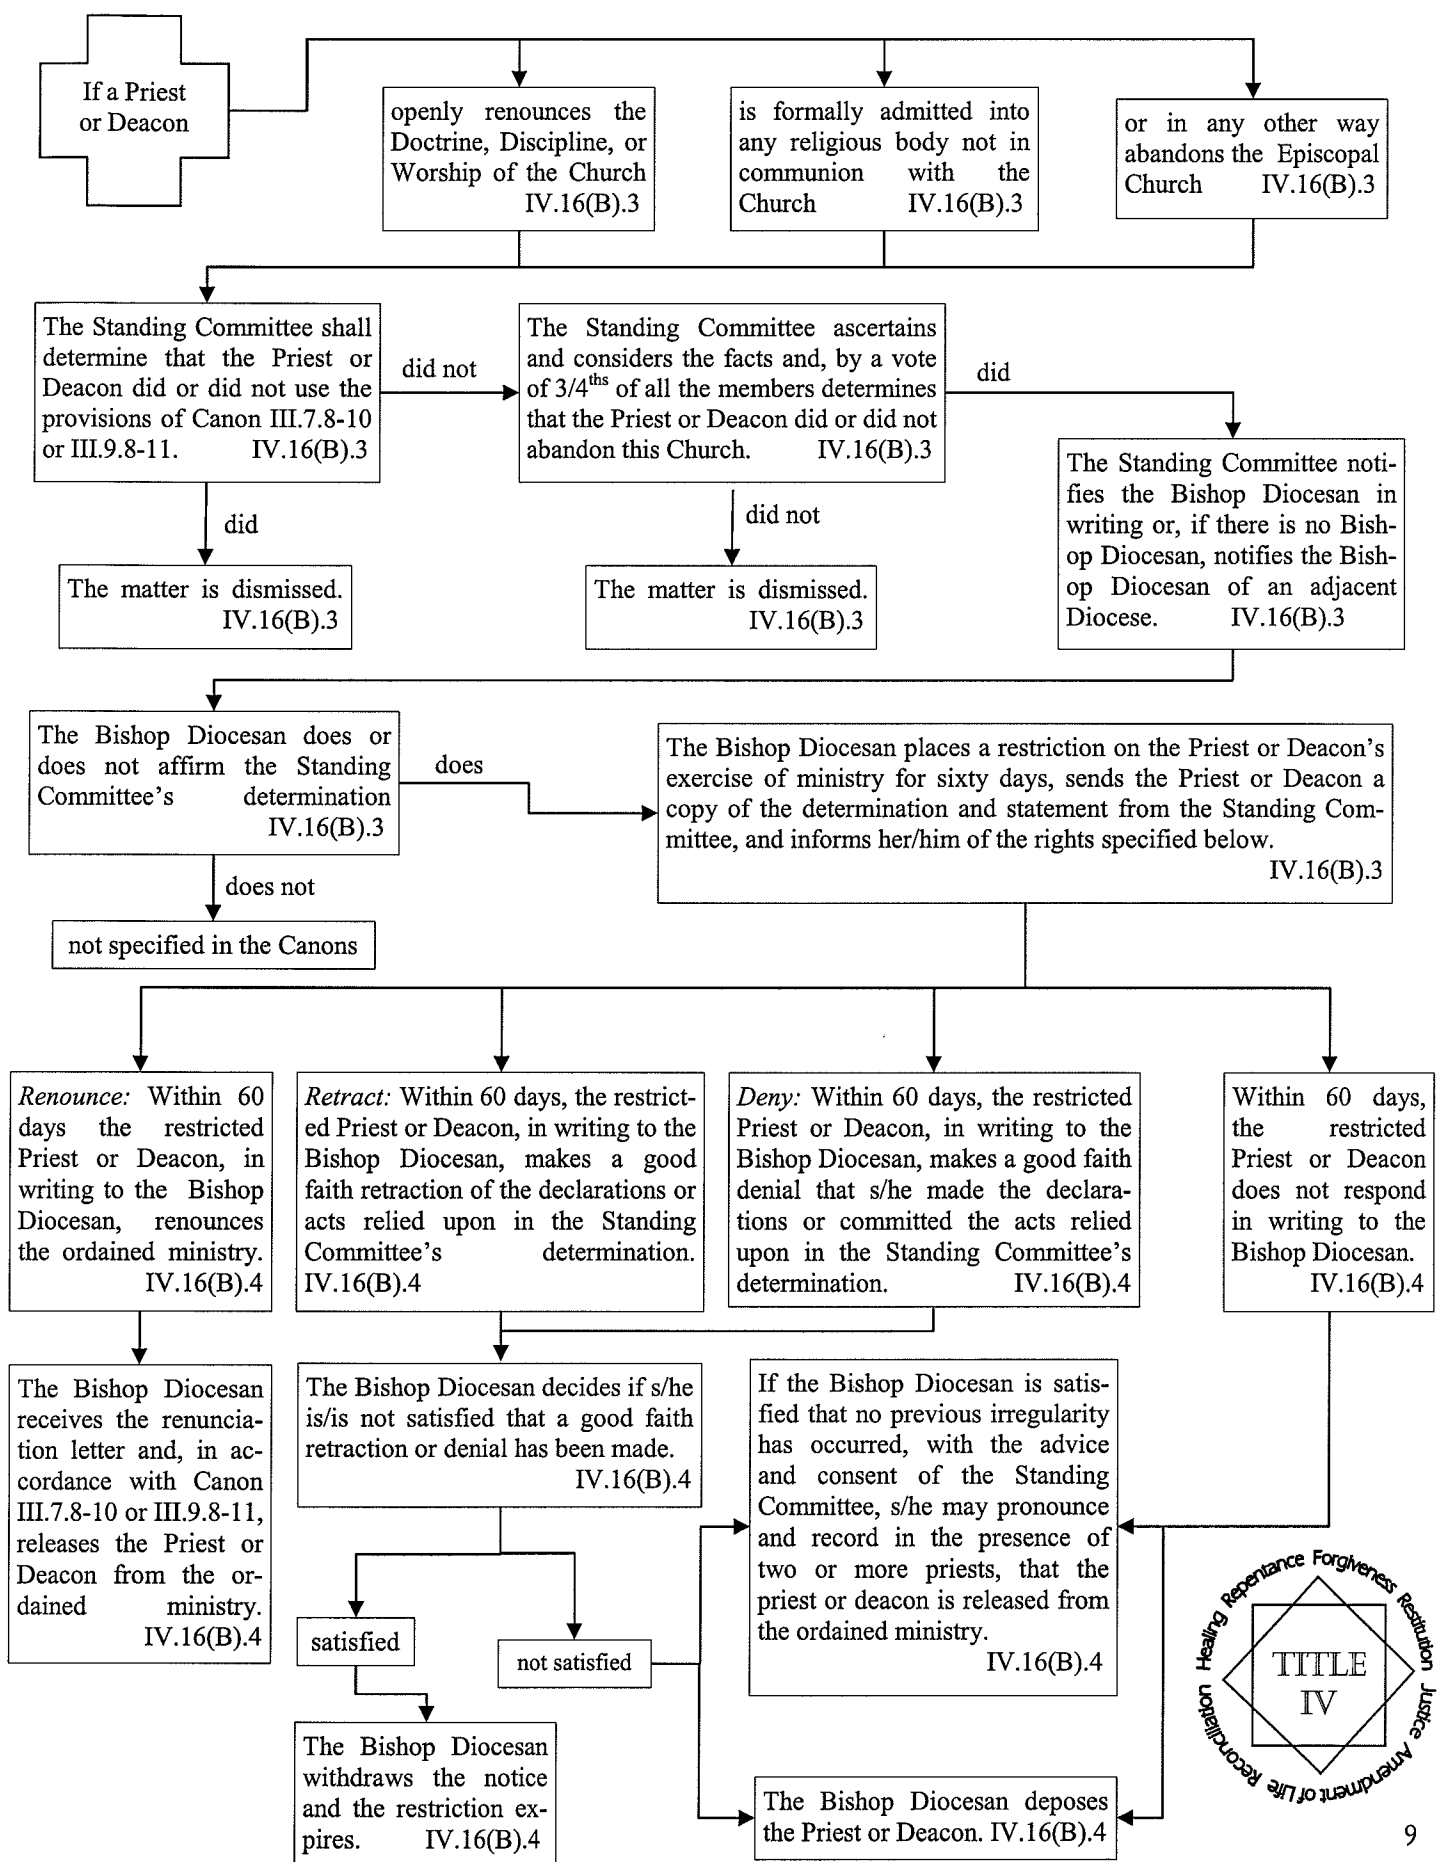 If a Priest
or Deacon
openly renounces the
Doctrine, Discipline, or
Worship of the Church
IV.16(B).3
is formally admitted into
any religious body not in
communion with the
Church IV.16(B).3
or in any other way
abandons the Episcopal
Church IV.16(B).3
The Standing Committee shall
determine that the Priest or
Deacon did or did not use the
provisions of Canon III.7.8-10
or III.9.8-11. IV.16(B).3
did not
The Standing Committee ascertains
and considers the facts and, by a vote
of 3/4ths of all the members determines
that the Priest or Deacon did or did not
abandon this Church. IV.16(B).3
did
The Standing Committee noti-
fies the Bishop Diocesan in
writing or, if there is no Bish-
op Diocesan, notifies the Bish-
op Diocesan of an adjacent
Diocese. IV.16(B).3
did
The matter is dismissed.
IV.16(B).3
did not
The matter is dismissed.
IV.16(B).3
The Bishop Diocesan does or
does not affirm the Standing
Committee's determination
IV.16(B).3
does
The Bishop Diocesan places a restriction on the Priest or Deacon's
exercise of ministry for sixty days, sends the Priest or Deacon a
copy of the determination and statement from the Standing Com-
mittee, and informs her/him of the rights specified below.
IV.16(B).3
does not
not specified in the Canons
Renounce: Within 60
days the restricted
Priest or Deacon, in
writing to the Bishop
Diocesan, renounces
the ordained ministry.
IV.16(B).4
Retract: Within 60 days, the restrict-
ed Priest or Deacon, in writing to the
Bishop Diocesan, makes a good
faith retraction of the declarations or
acts relied upon in the Standing
Committee's determination.
IV.16(B).4
Deny: Within 60 days, the restricted
Priest or Deacon, in writing to the
Bishop Diocesan, makes a good faith
denial that s/he made the declara-
tions or committed the acts relied
upon in the Standing Committee's
determination. IV.16(B).4
Within 60 days,
the restricted
Priest or Deacon
does not respond
in writing to the
Bishop Diocesan.
IV.16(B).4
The Bishop Diocesan
receives the renuncia-
tion letter and, in ac-
cordance with Canon
III.7.8-10 or III.9.8-11,
releases the Priest or
Deacon from the or-
dained ministry.
IV.16(B).4
The Bishop Diocesan decides if s/he
is/is not satisfied that a good faith
retraction or denial has been made.
IV.16(B).4
If the Bishop Diocesan is satis-
fied that no previous irregularity
has occurred, with the advice
and consent of the Standing
Committee, s/he may pronounce
and record in the presence of
two or more priests, that the
priest or deacon is released from
the ordained ministry.
IV.16(B).4
satisfied
not satisfied
The Bishop Diocesan
withdraws the notice
and the restriction ex-
pires. IV.16(B).4
The Bishop Diocesan deposes
the Priest or Deacon. IV.16(B).4
Healing Repentance Forgiveness Restitution Justice Amendment of Life Reconciliation
TITLE
IV
9